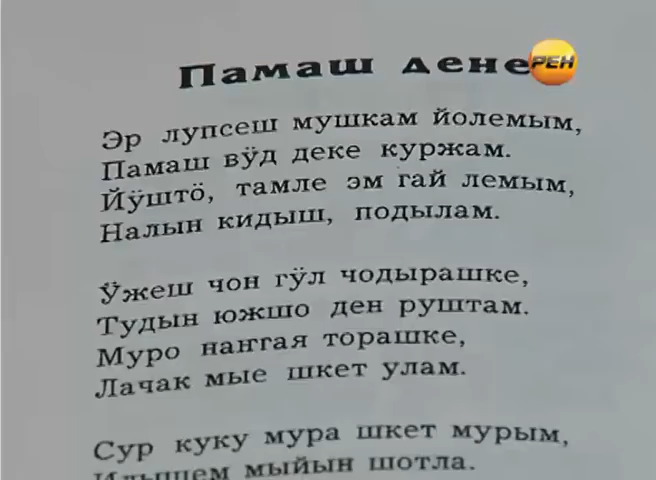 Памаш дене
РЕН
Эр лупсеш мушкам йолемым,
Памаш вӱд деке куржам.
Йӱштӧ, тамле эм гай лемым,
Налын кидыш, подылам.
Ӱжеш чон гӱл чодырашке,
Тудын южшо ден руштам.
Муро наҥгая торашке,
Лачак мые шкет улам.
Сур куку мура шкет мурым,
мыйын шотла.